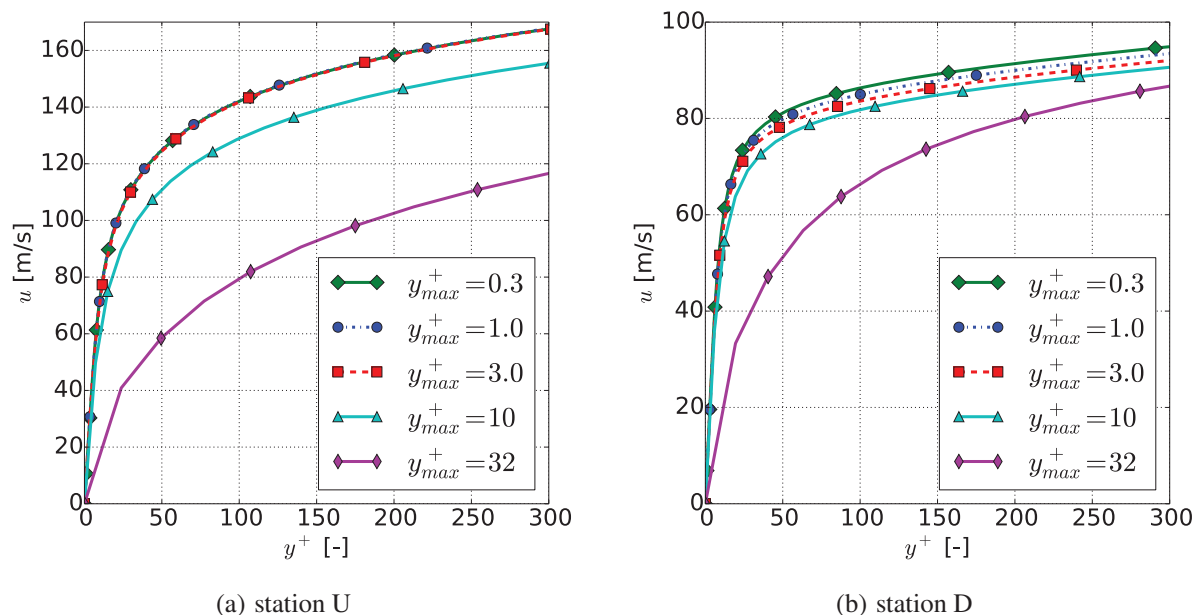 160
140
120
100
80
60
40
20
0
u [m/s]
0 50 100 150 200 250 300
y+ [-]
y+max=0.3
y+max=1.0
y+max=3.0
y+max=10
y+max=32
(a) station U
100
80
60
40
20
0
u [m/s]
0 50 100 150 200 250 300
y+ [-]
y+max=0.3
y+max=1.0
y+max=3.0
y+max=10
y+max=32
(b) station D